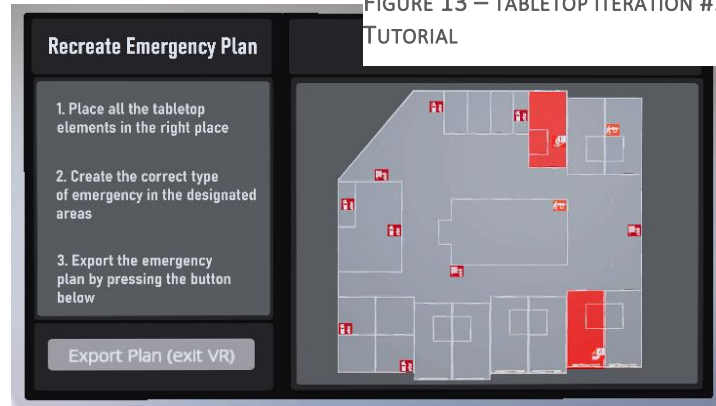 FIGURE 13 – TABLETOP ITERATION #
TUTORIAL
Recreate Emergency Plan
1. Place all the tabletop
elements in the right place
2. Create the correct type
of emergency in the designated
areas
3. Export the emergency
plan by pressing the button
below
Export Plan (exit VR)